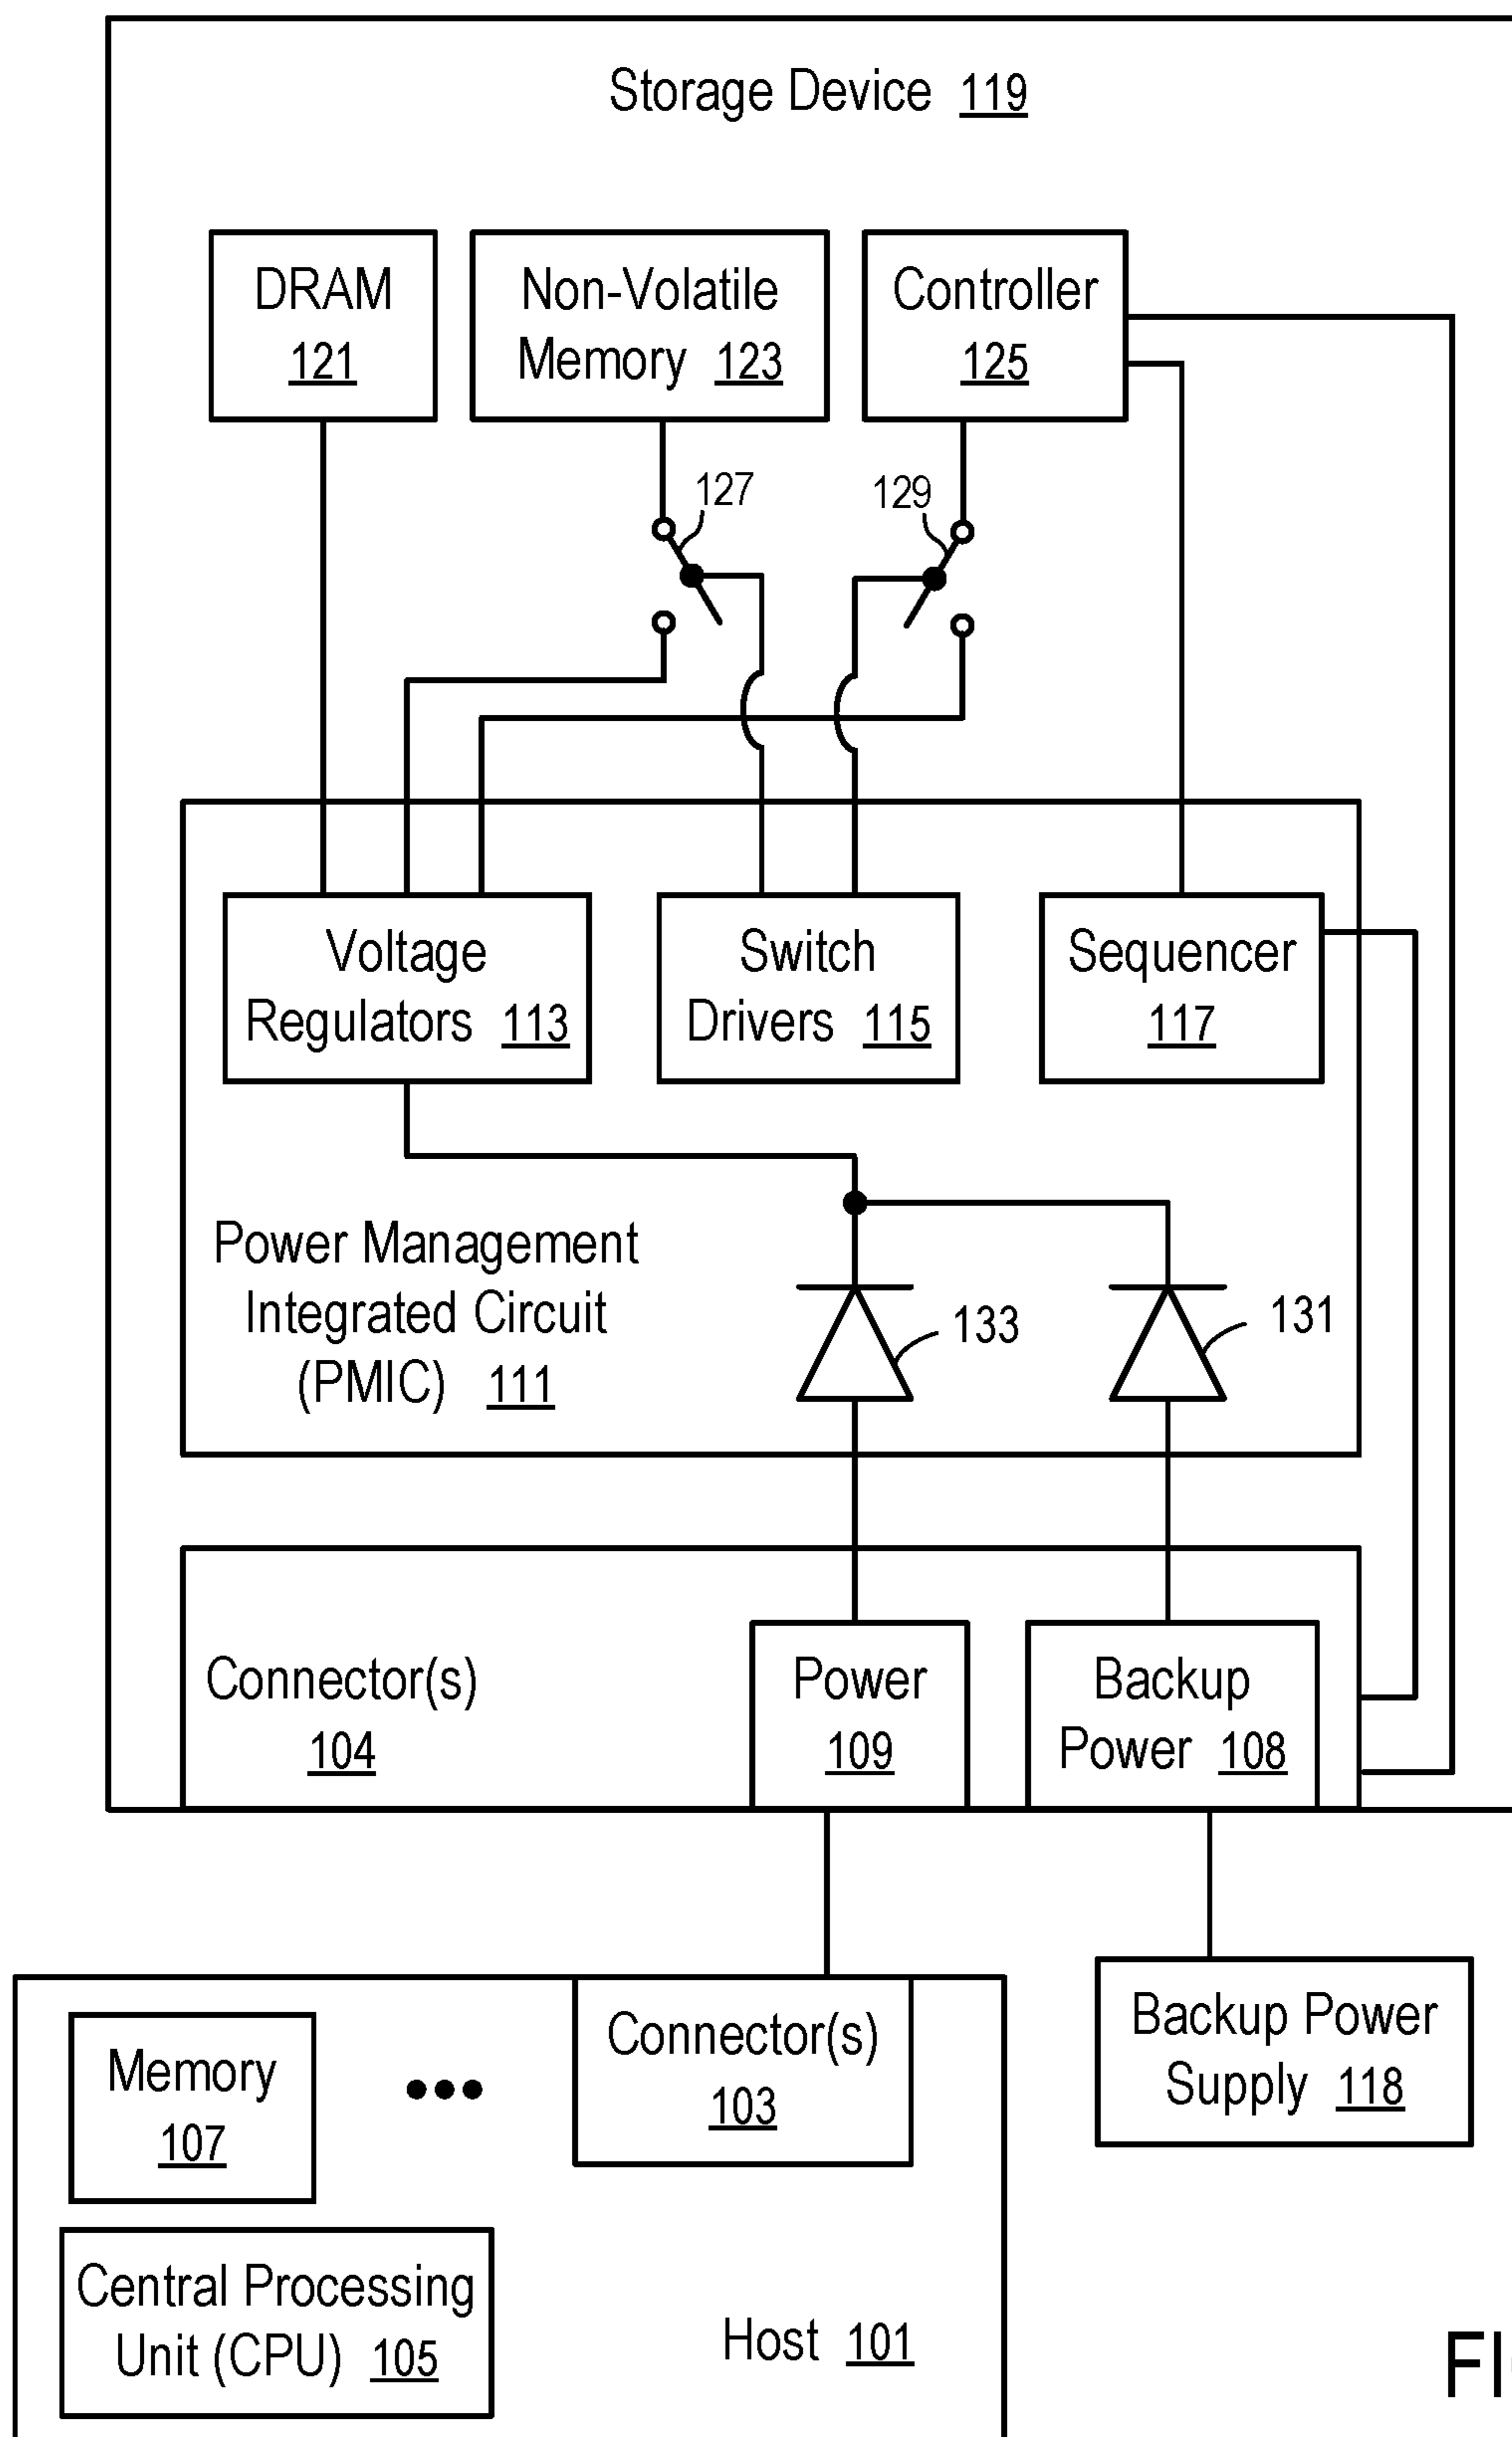 Storage Device 119
DRAM
121
Non-Volatile
Memory 123
Controller
125
127
129
Voltage
Regulators 113
Switch
Drivers 115
Sequencer
117
Power Management
Integrated Circuit
(PMIC) 111
133
131
Connector(s)
104
Power
109
Backup
Power 108
Connector(s)
103
Memory
107
Backup Power
Supply 118
Central Processing
Unit (CPU) 105
Host 101